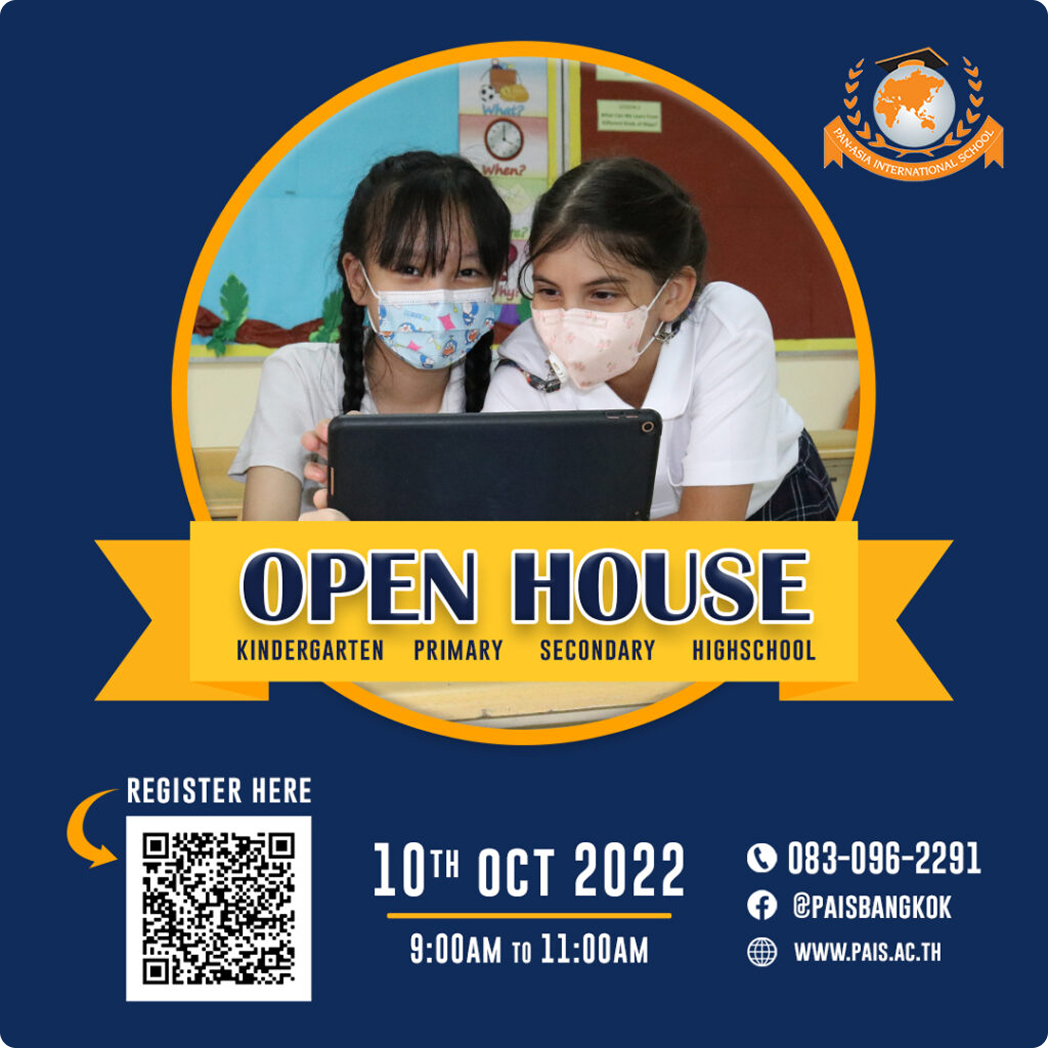 PAN-ASIA INTERNATIONAL SCHOOL
What?
When?
OPEN HOUSE
KINDERGARTEN PRIMARY SECONDARY HIGHSCHOOL
REGISTER HERE
10TH OCT 2022
9:00AM TO 11:00AM
083-096-2291
@PAISBANGKOK
WWW.PAIS.AC.TH